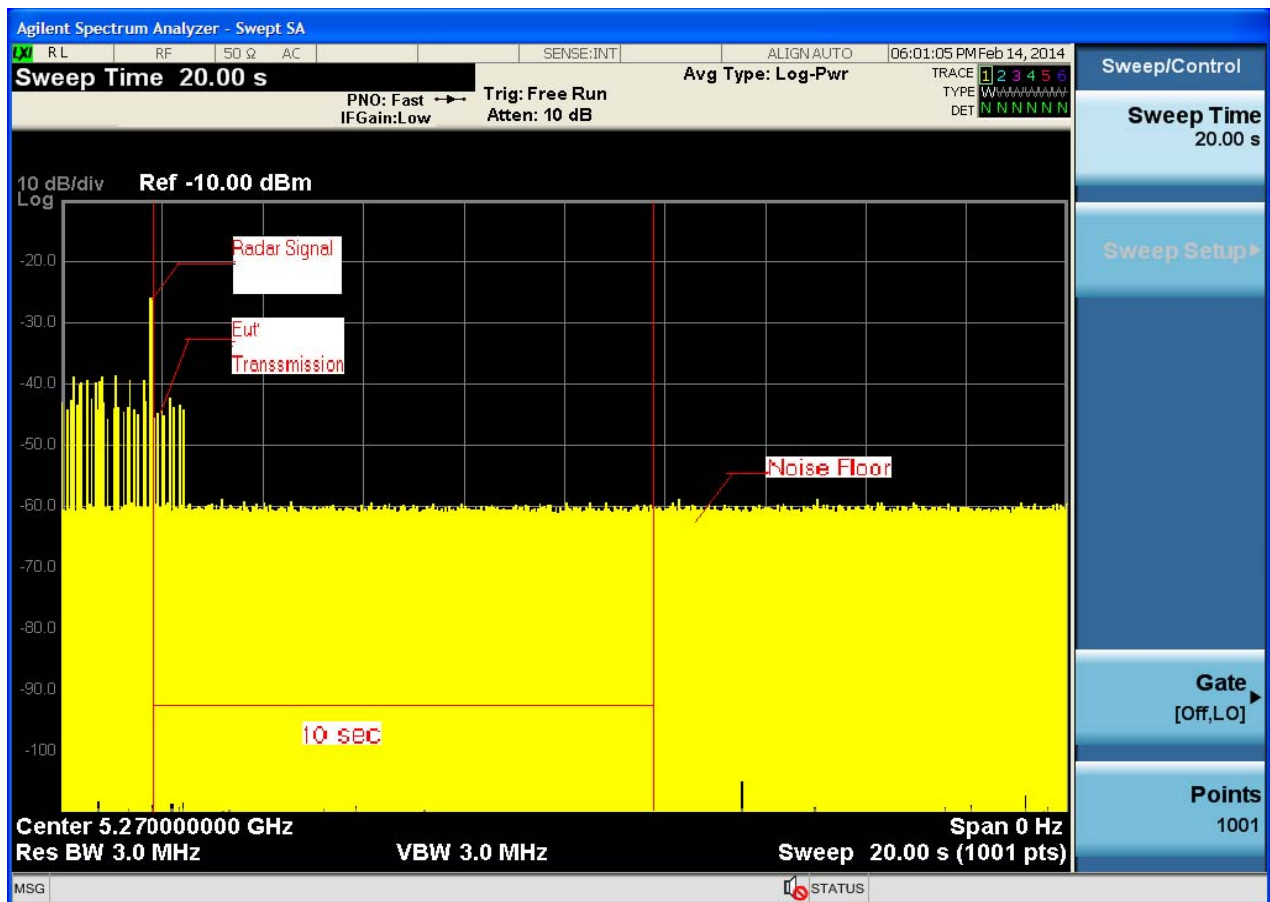 Agilent Spectrum Analyzer - Swept SA
LXI RL RF 50 Ω AC SENSE:INT ALIGN AUTO 06:01:05 PM Feb 14, 2014
Sweep Time 20.00 s
PNO: Fast
IFGain:Low
Trig: Free Run
Atten: 10 dB
Avg Type: Log-Pwr
TRACE 1 2 3 4 5 6
TYPE W
DET N N N N N N
Sweep/Control
Sweep Time
20.00 s
Sweep Setup
Gate
[Off,LO]
Points
1001
10 dB/div
Log
Ref -10.00 dBm
-20.0
-30.0
-40.0
-50.0
-60.0
-70.0
-80.0
-90.0
-100
Radar Signal
Eut'
Transsmission
Noise Floor
10 sec
Center 5.270000000 GHz
Span 0 Hz
Res BW 3.0 MHz
VBW 3.0 MHz
Sweep 20.00 s (1001 pts)
MSG
STATUS